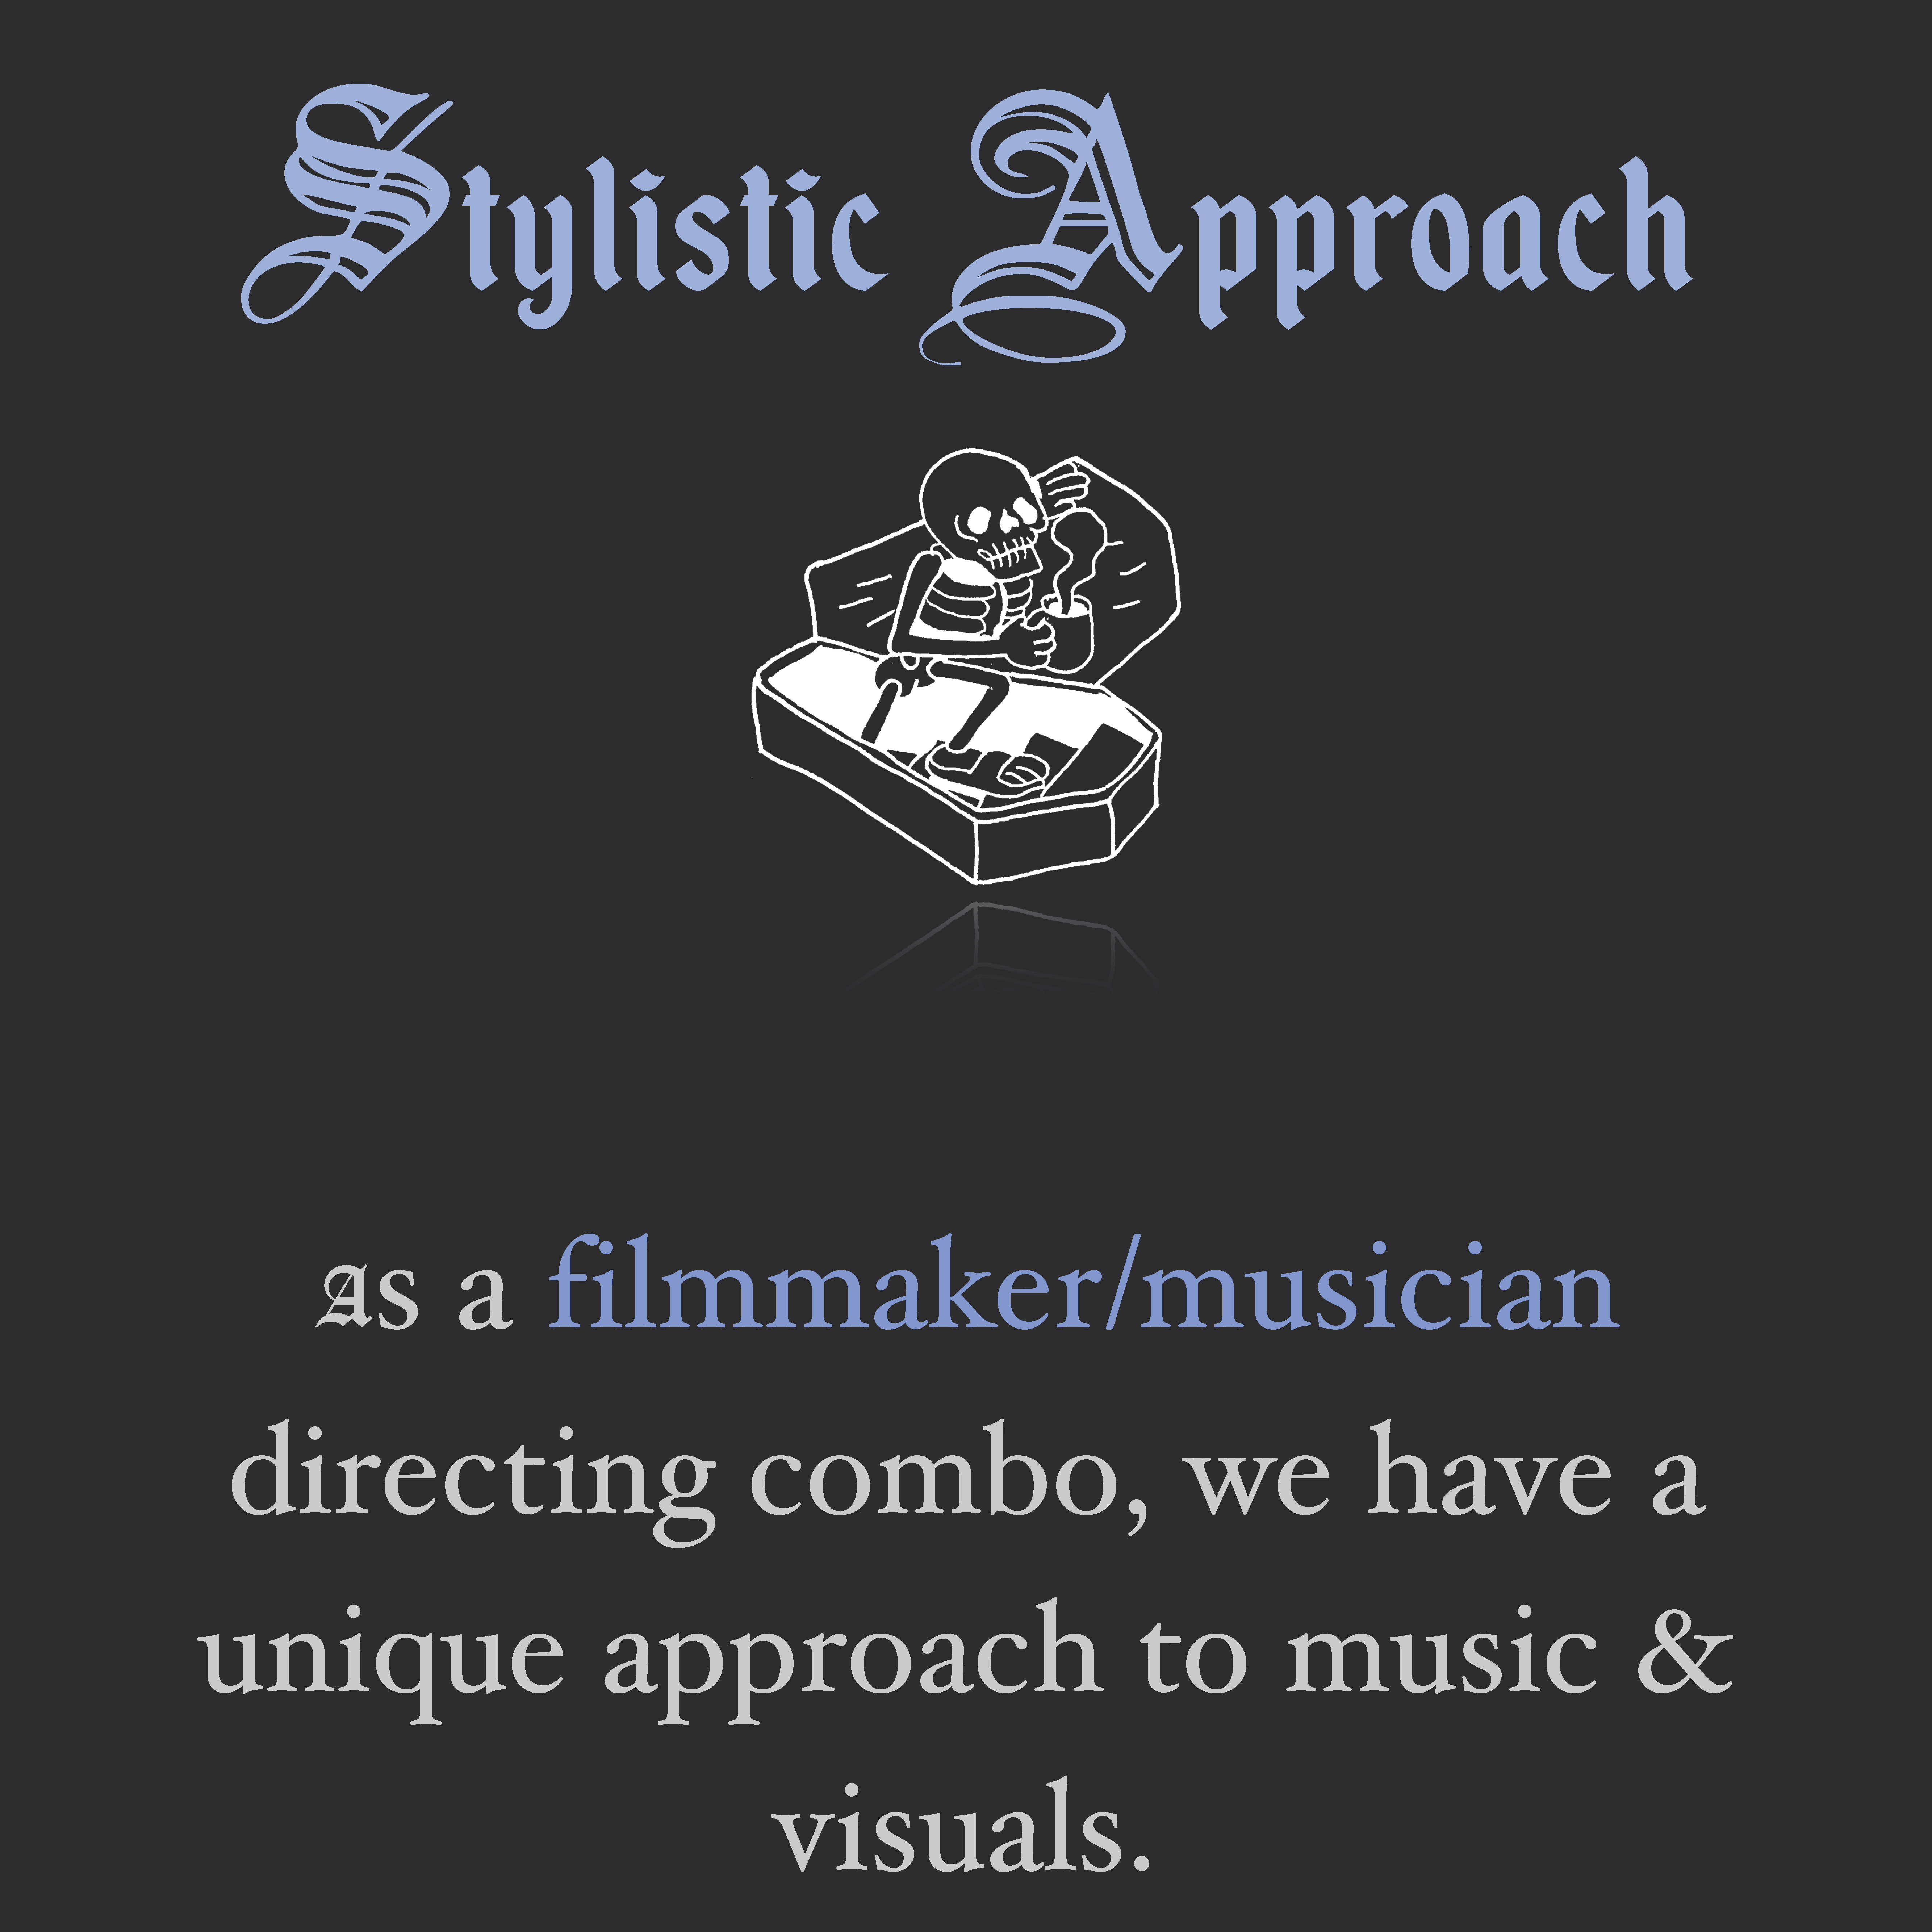 Stylistic Approach
As a filmmaker/musician
directing combo, we have a
unique approach to music &
visuals.